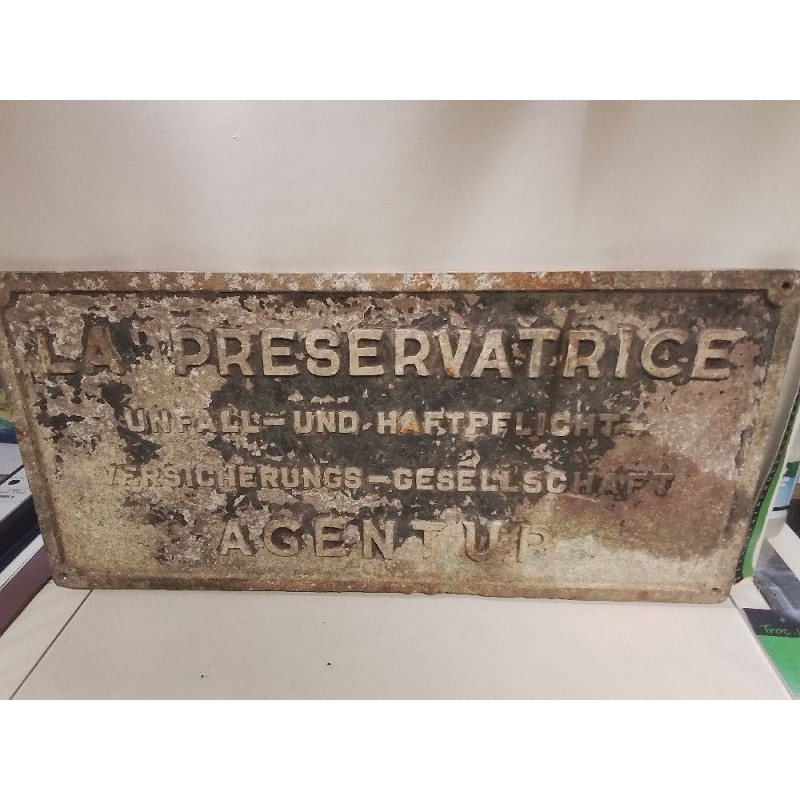 LA PRESERVATRICE
UNFALL- UND HAFTPFLICHT-
VERSICHERUNGS-GESELLSCHAFT
AGENTUR